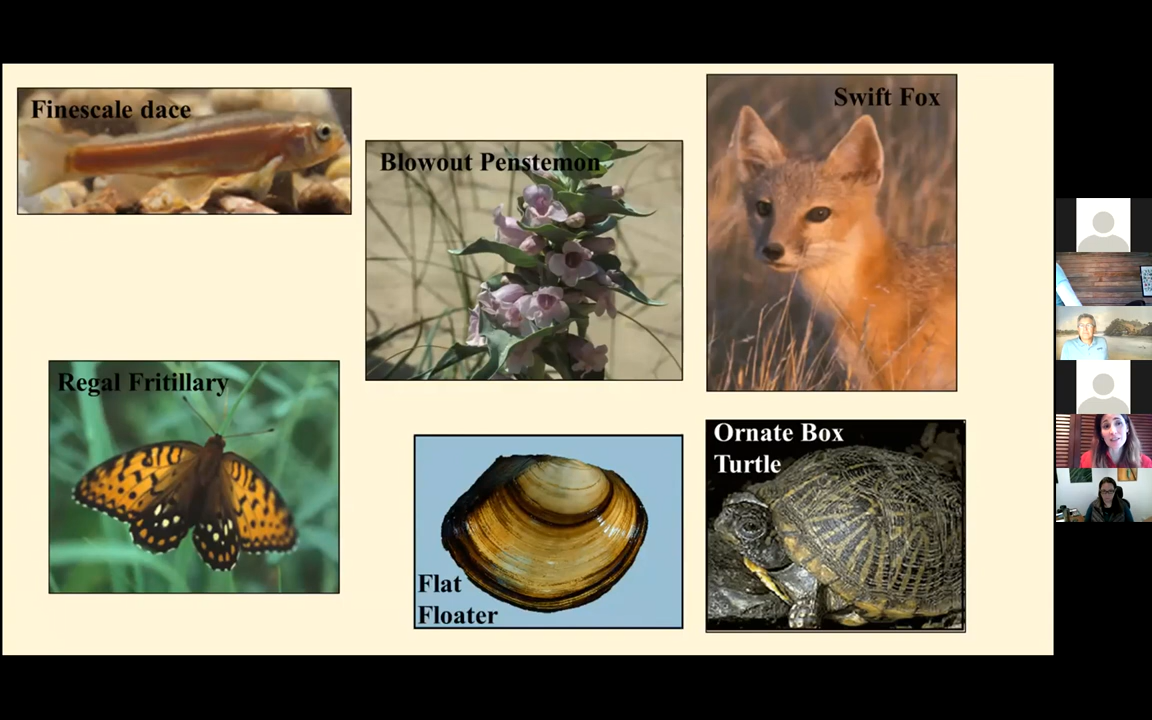 Finescale dace
Blowout Penstemon
Swift Fox
Regal Fritillary
Flat
Floater
Ornate Box
Turtle